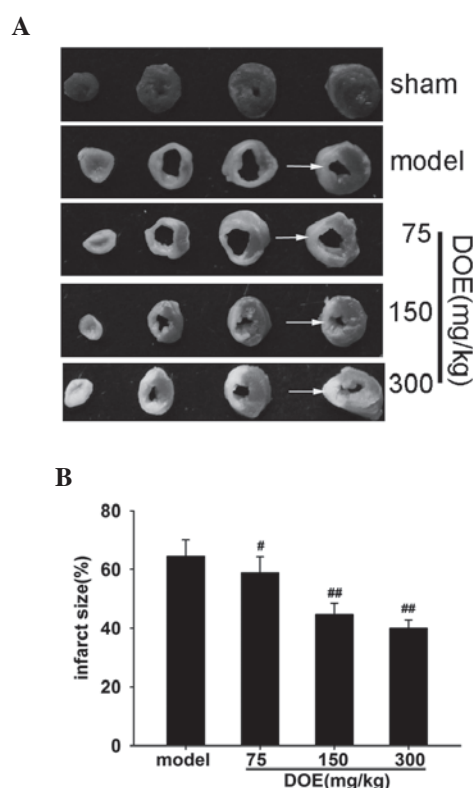 A
sham
model
75
150
300
DOE(mg/kg)
B
80
60
40
20
0
infarct size(%)
#
##
##
model
75
150
300
DOE(mg/kg)